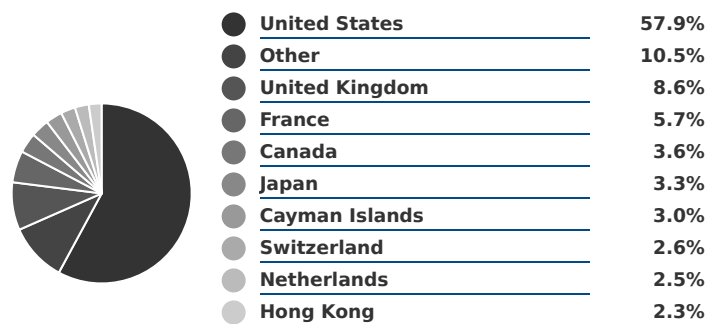 United States 57.9%
Other 10.5%
United Kingdom 8.6%
France 5.7%
Canada 3.6%
Japan 3.3%
Cayman Islands 3.0%
Switzerland 2.6%
Netherlands 2.5%
Hong Kong 2.3%